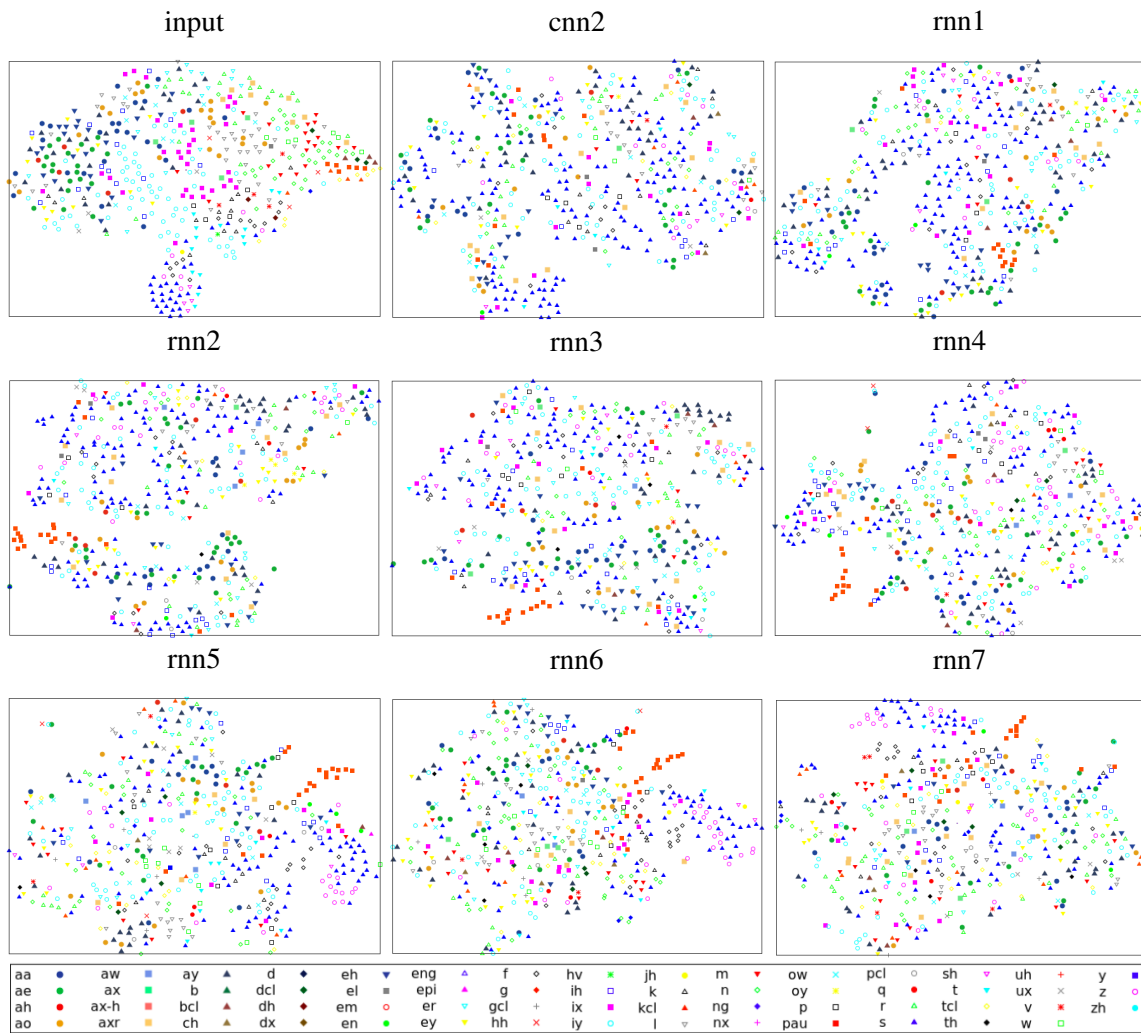 input cnn2 rnn1
rnn2 rnn3 rnn4
rnn5 rnn6 rnn7
aa aw ay d eh eng f hv jh m ow pcl sh uh y
ae ax b dcl el epi g ih k n oy q t ux z
ah ax-h bcl dh em er gcl ix kcl ng p r tcl v zh
ao axr ch dx en ey hh iy l nx pau s th w